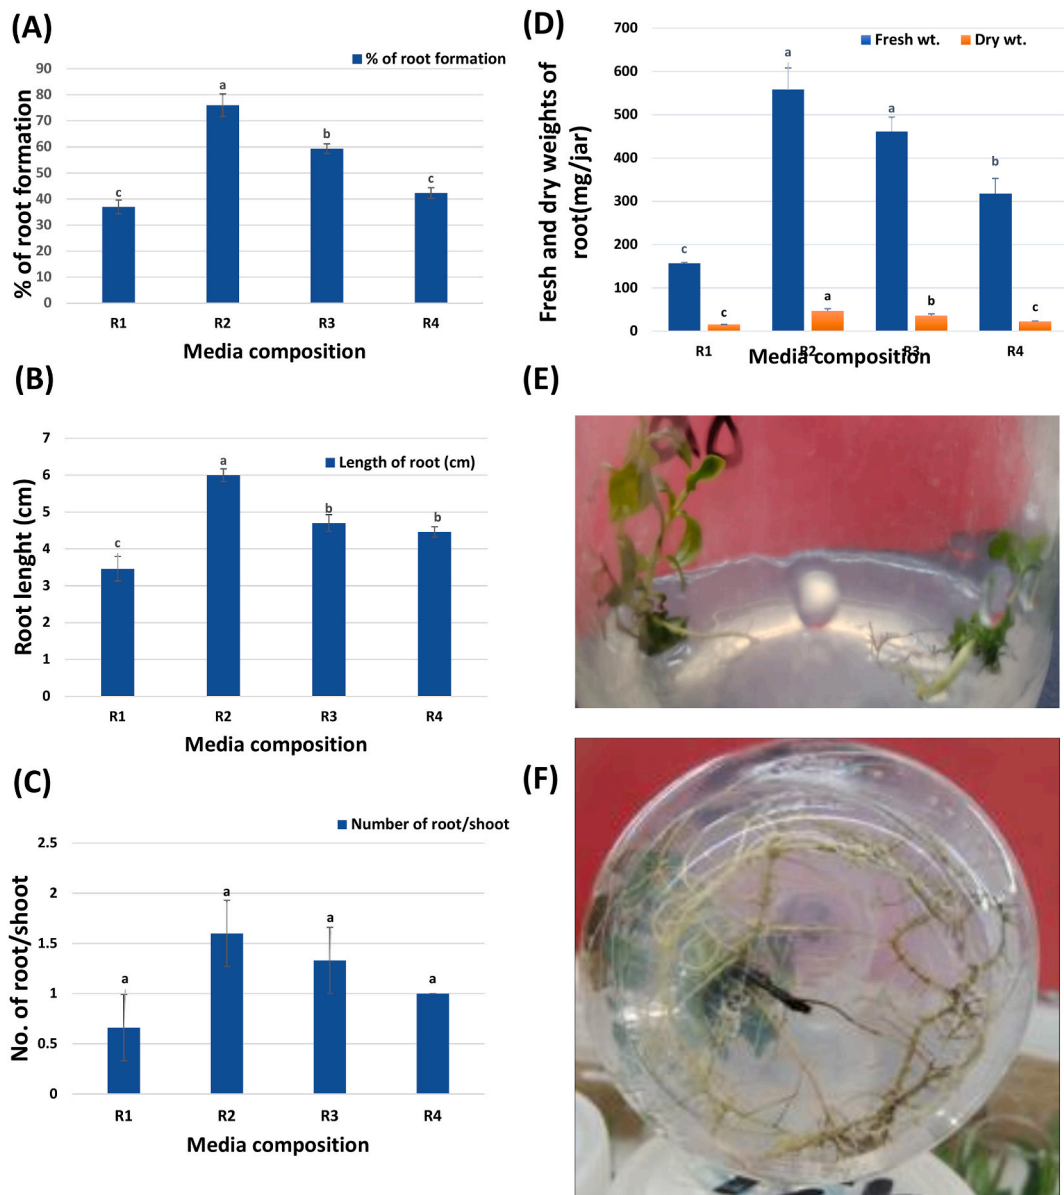 (A)
% of root formation
% of root formation
90
80
70
60
50
40
30
20
10
0
c
a
b
c
R1 R2 R3 R4
Media composition
(B)
Length of root (cm)
Root lenght (cm)
7
6
5
4
3
2
1
0
c
a
b
b
R1 R2 R3 R4
Media composition
(C)
Number of root/shoot
No. of root/shoot
2.5
2
1.5
1
0.5
0
a
a
a
a
R1 R2 R3 R4
Media composition
(D)
Fresh wt. Dry wt.
Fresh and dry weights of
root(mg/jar)
700
600
500
400
300
200
100
0
c
c
a
a
a
b
b
c
R1 R2 R3 R4
Media composition
(E)
(F)